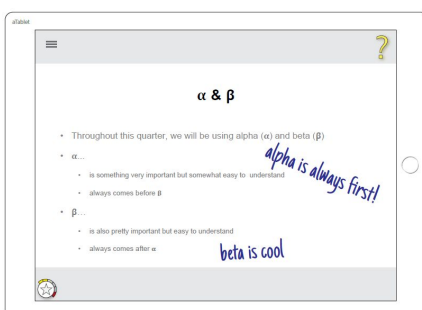 aTablet
?
α & β
• Throughout this quarter, we will be using alpha (α) and beta (β)
• α…
• is something very important but somewhat easy to understand
• always comes before β
alpha is always first!
• β…
• is also pretty important but easy to understand
• always comes after α
beta is cool